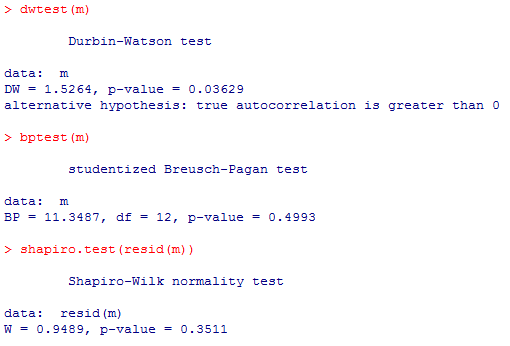 > dwtest(m)
Durbin-Watson test
data:  m
DW = 1.5264, p-value = 0.03629
alternative hypothesis: true autocorrelation is greater than 0
> bptest(m)
studentized Breusch-Pagan test
data:  m
BP = 11.3487, df = 12, p-value = 0.4993
> shapiro.test(resid(m))
Shapiro-Wilk normality test
data:  resid(m)
W = 0.9489, p-value = 0.3511